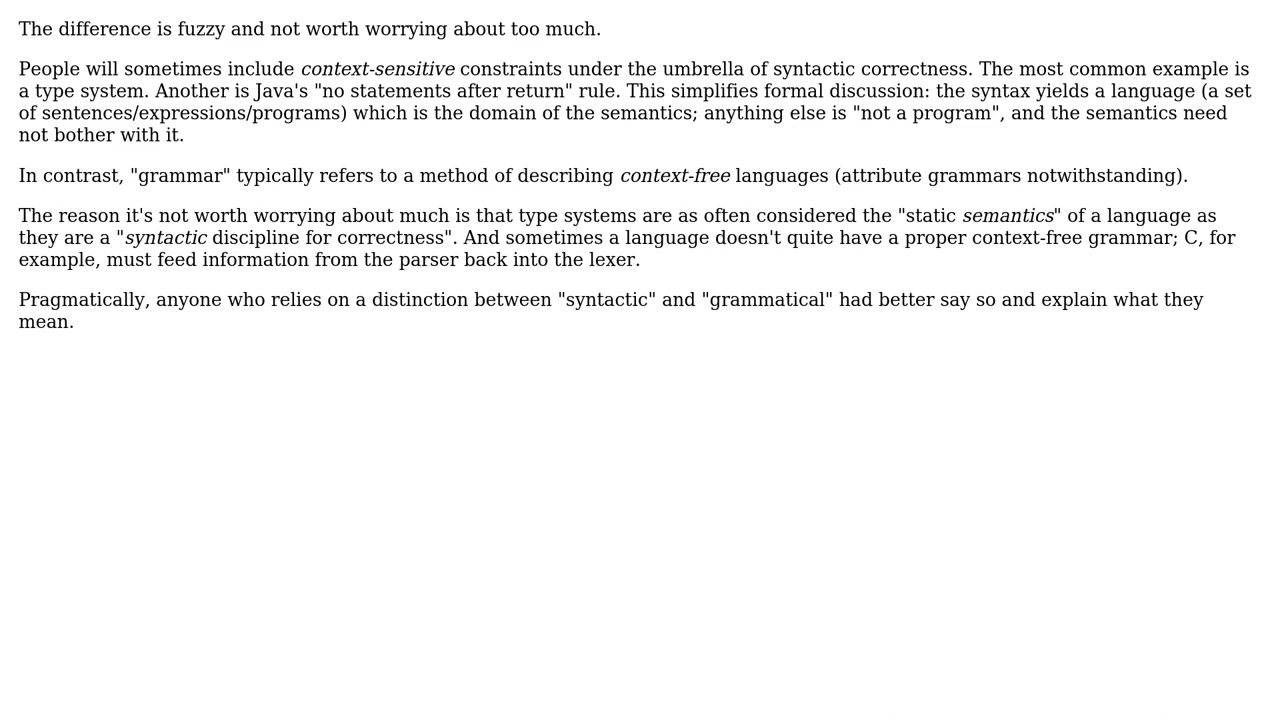 The difference is fuzzy and not worth worrying about too much.
People will sometimes include context-sensitive constraints under the umbrella of syntactic correctness. The most common example is
a type system. Another is Java's "no statements after return" rule. This simplifies formal discussion: the syntax yields a language (a set
of sentences/expressions/programs) which is the domain of the semantics; anything else is "not a program", and the semantics need
not bother with it.
In contrast, "grammar" typically refers to a method of describing context-free languages (attribute grammars notwithstanding).
The reason it's not worth worrying about much is that type systems are as often considered the "static semantics" of a language as
they are a "syntactic discipline for correctness". And sometimes a language doesn't quite have a proper context-free grammar; C, for
example, must feed information from the parser back into the lexer.
Pragmatically, anyone who relies on a distinction between "syntactic" and "grammatical" had better say so and explain what they
mean.